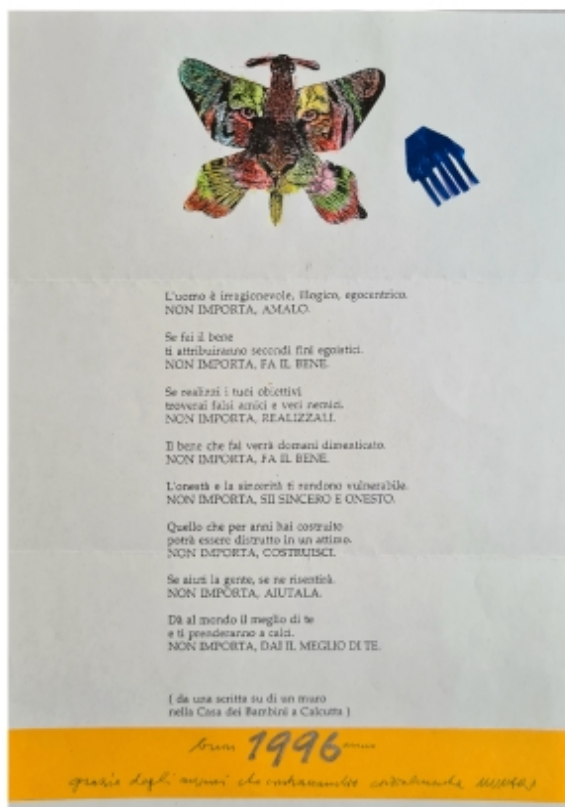 L'uomo è irragionevole, illogico, egocentrico.
NON IMPORTA, AMALO.
Se fai il bene
ti attribuiranno secondi fini egoistici.
NON IMPORTA, FA IL BENE.
Se realizzi i tuoi obiettivi
troverai falsi amici e veri nemici.
NON IMPORTA, REALIZZALI.
Il bene che fai verrà domani dimenticato.
NON IMPORTA, FA IL BENE.
L'onestà e la sincerità ti rendono vulnerabile.
NON IMPORTA, SII SINCERO E ONESTO.
Quello che per anni hai costruito
potrà essere distrutto in un attimo.
NON IMPORTA, COSTRUISCI.
Se aiuti la gente, se ne risentirà.
NON IMPORTA, AIUTALA.
Dà al mondo il meglio di te
e ti prenderanno a calci.
NON IMPORTA, DAI IL MEGLIO DI TE.
( da una scritta su di un muro
nella Casa dei Bambini a Calcutta )
buon 1996 anno
grazie degli auguri che contraccambio cordialmente